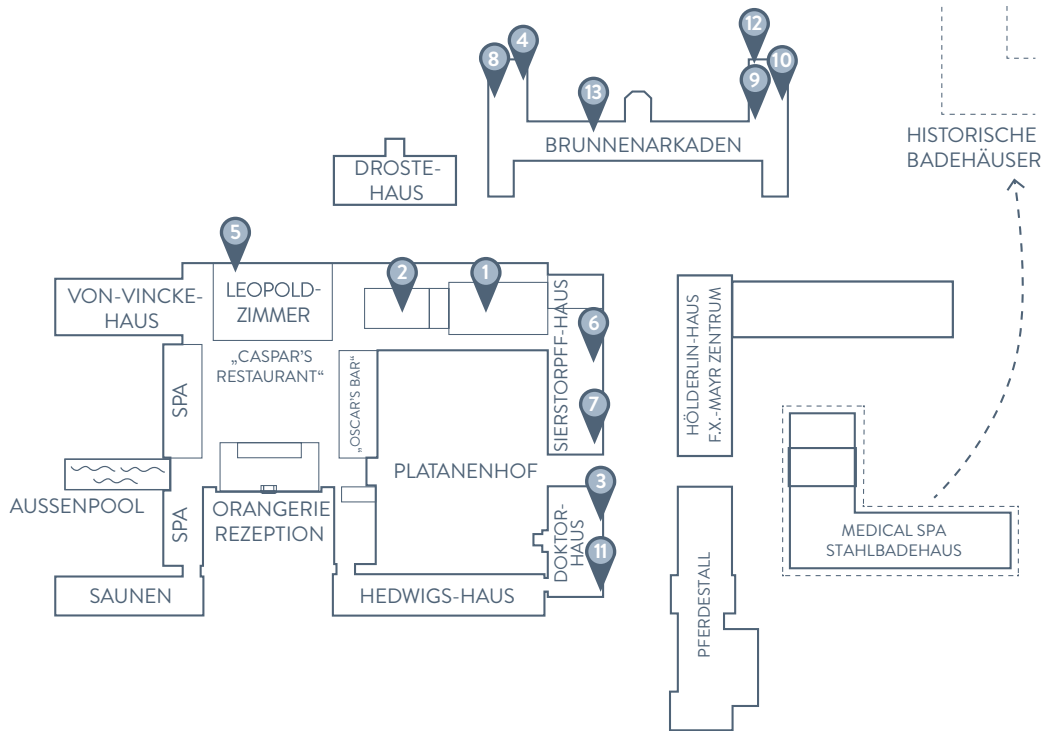 12
4
8
10
9
13
HISTORISCHE
BADEHÄUSER
BRUNNENARKADEN
DROSTE-
HAUS
5
2
1
VON-VINCKE-
HAUS
LEOPOLD-
ZIMMER
SIERSTORPFF-HAUS
6
7
HÖLDERLIN-HAUS
F.X.-MAYR ZENTRUM
„CASPAR'S
RESTAURANT“
„OSCAR'S BAR“
SPA
PLATANENHOF
AUSSENPOOL
SPA
ORANGERIE
REZEPTION
3
DOKTOR-
HAUS
11
MEDICAL SPA
STAHLBADEHAUS
SAUNEN
HEDWIGS-HAUS
PFERDESTALL